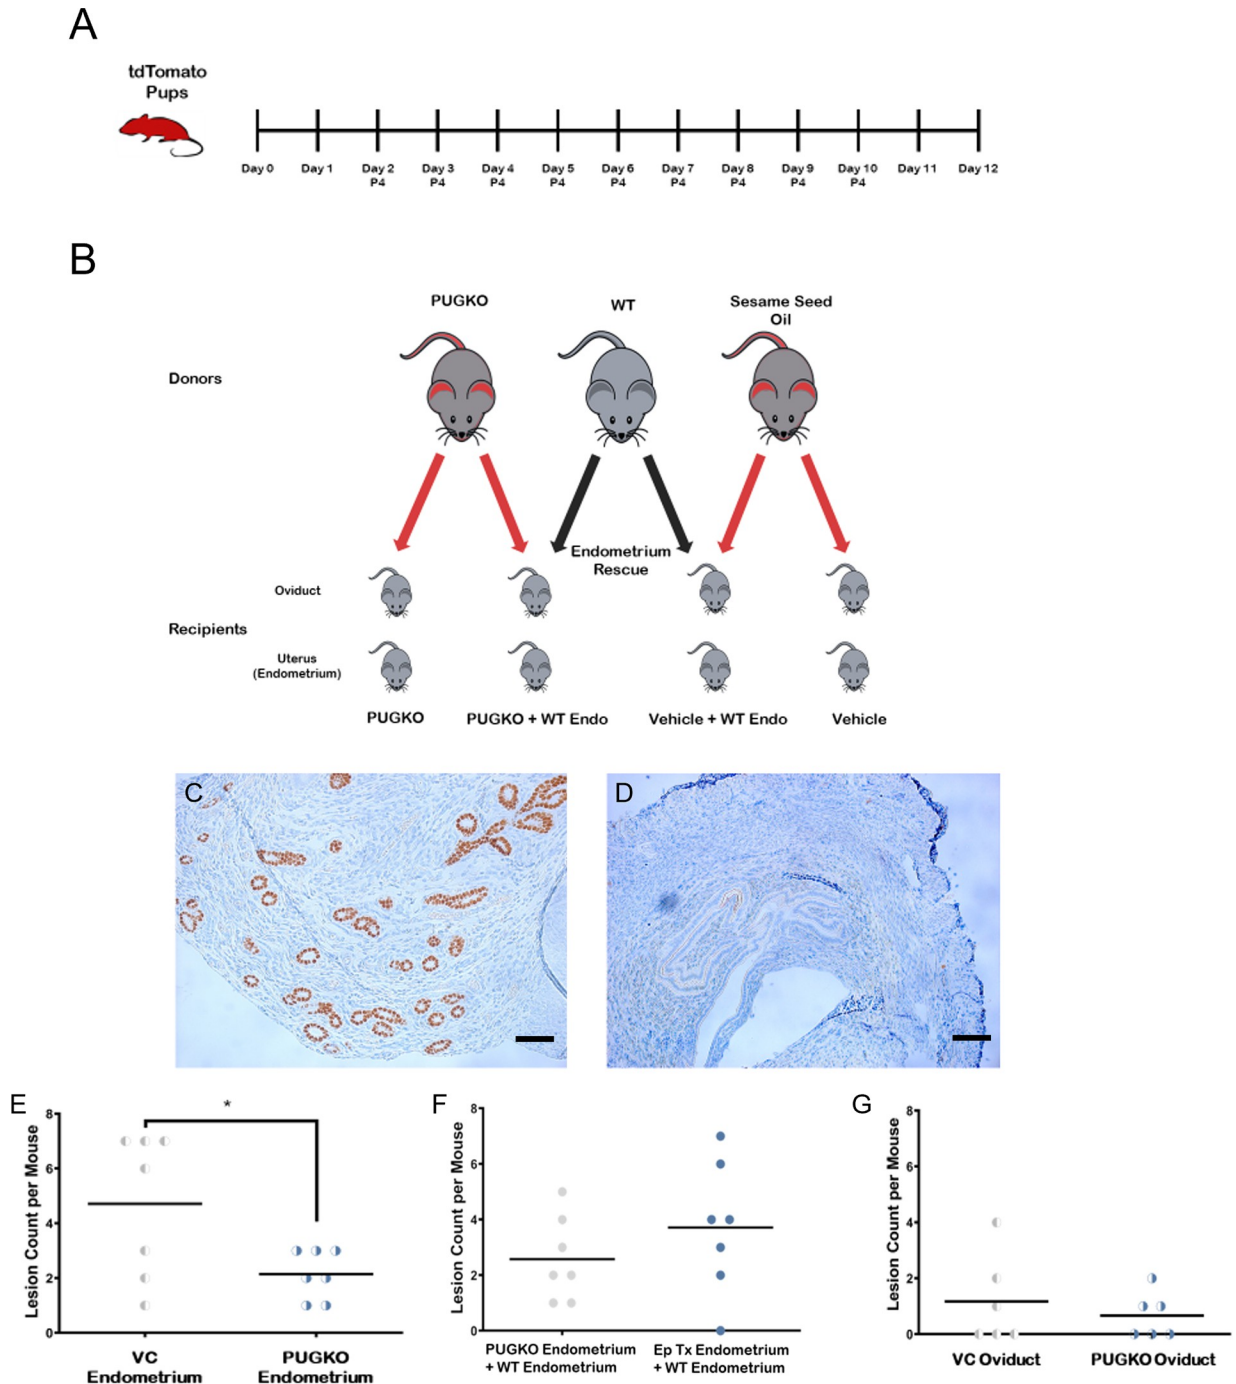 A
tdTomato
Pups
Day 0 Day 1 Day 2 Day 3 Day 4 Day 5 Day 6 Day 7 Day 8 Day 9 Day 10 Day 11 Day 12
P4 P4 P4 P4 P4 P4 P4 P4 P4
B
PUGKO WT Sesame Seed
Oil
Donors
Endometrium
Rescue
Oviduct
Recipients
Uterus
(Endometrium)
PUGKO PUGKO + WT Endo Vehicle + WT Endo Vehicle
C D
E
Lesion Count per Mouse
8
6
4
2
0
*
VC
Endometrium
PUGKO
Endometrium
F
Lesion Count per Mouse
8
6
4
2
0
PUGKO Endometrium
+ WT Endometrium
Ep Tx Endometrium
+ WT Endometrium
G
Lesion Count per Mouse
8
6
4
2
0
VC Oviduct PUGKO Oviduct